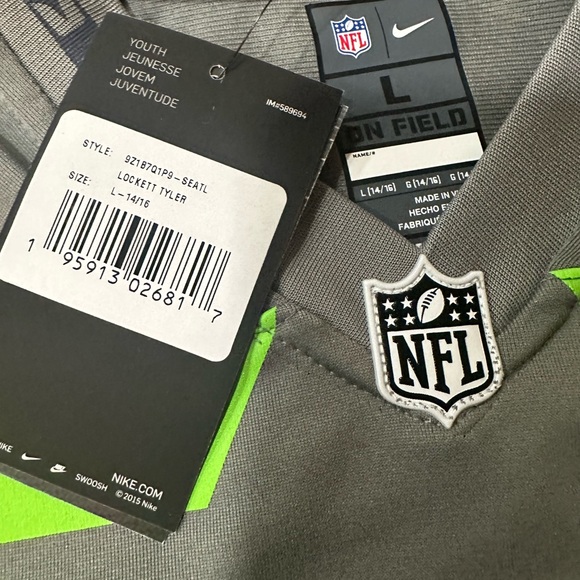 YOUTH
JEUNESSE
JOVEM
JUVENTUDE
IM#589694
STYLE: 9Z1B7Q1P9-SEATL
LOCKETT TYLER
SIZE: L-14/16
1 95913 02681 7
SWOOSH
NIKE.COM
© 2015 Nike
NFL
L
ON FIELD
NAME/#
L (14/16) G (14/16) G (14
MADE IN
HECHO
NFL